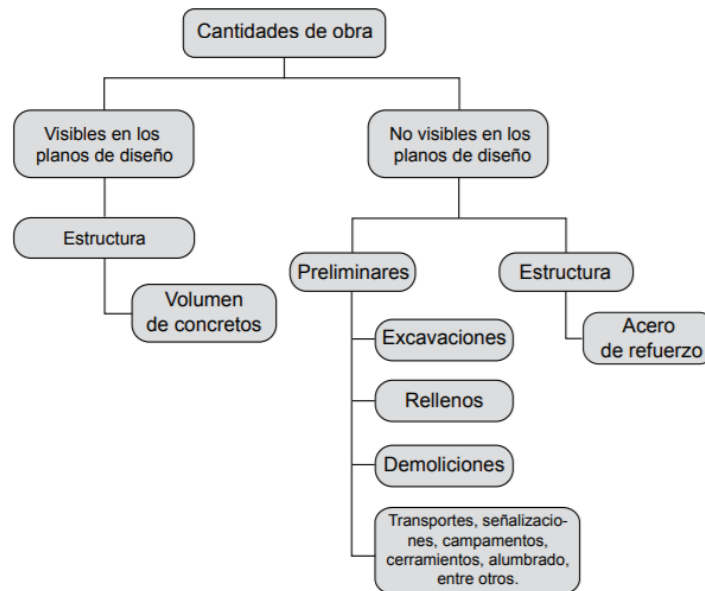 Cantidades de obra
Visibles en los
planos de diseño
No visibles en los
planos de diseño
Estructura
Volumen
de concretos
Preliminares
Estructura
Excavaciones
Acero
de refuerzo
Rellenos
Demoliciones
Transportes, señalizacio-
nes, campamentos,
cerramientos, alumbrado,
entre otros.